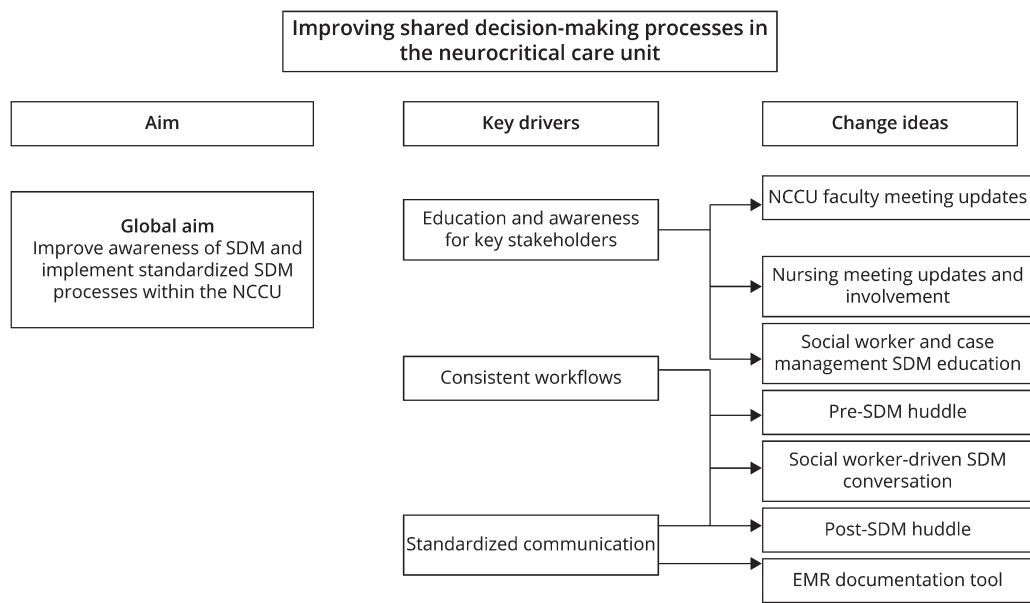 Improving shared decision-making processes in
the neurocritical care unit
Aim
Key drivers
Change ideas
Global aim
Improve awareness of SDM and
implement standardized SDM
processes within the NCCU
Education and awareness
for key stakeholders
Consistent workflows
Standardized communication
NCCU faculty meeting updates
Nursing meeting updates and
involvement
Social worker and case
management SDM education
Pre-SDM huddle
Social worker-driven SDM
conversation
Post-SDM huddle
EMR documentation tool